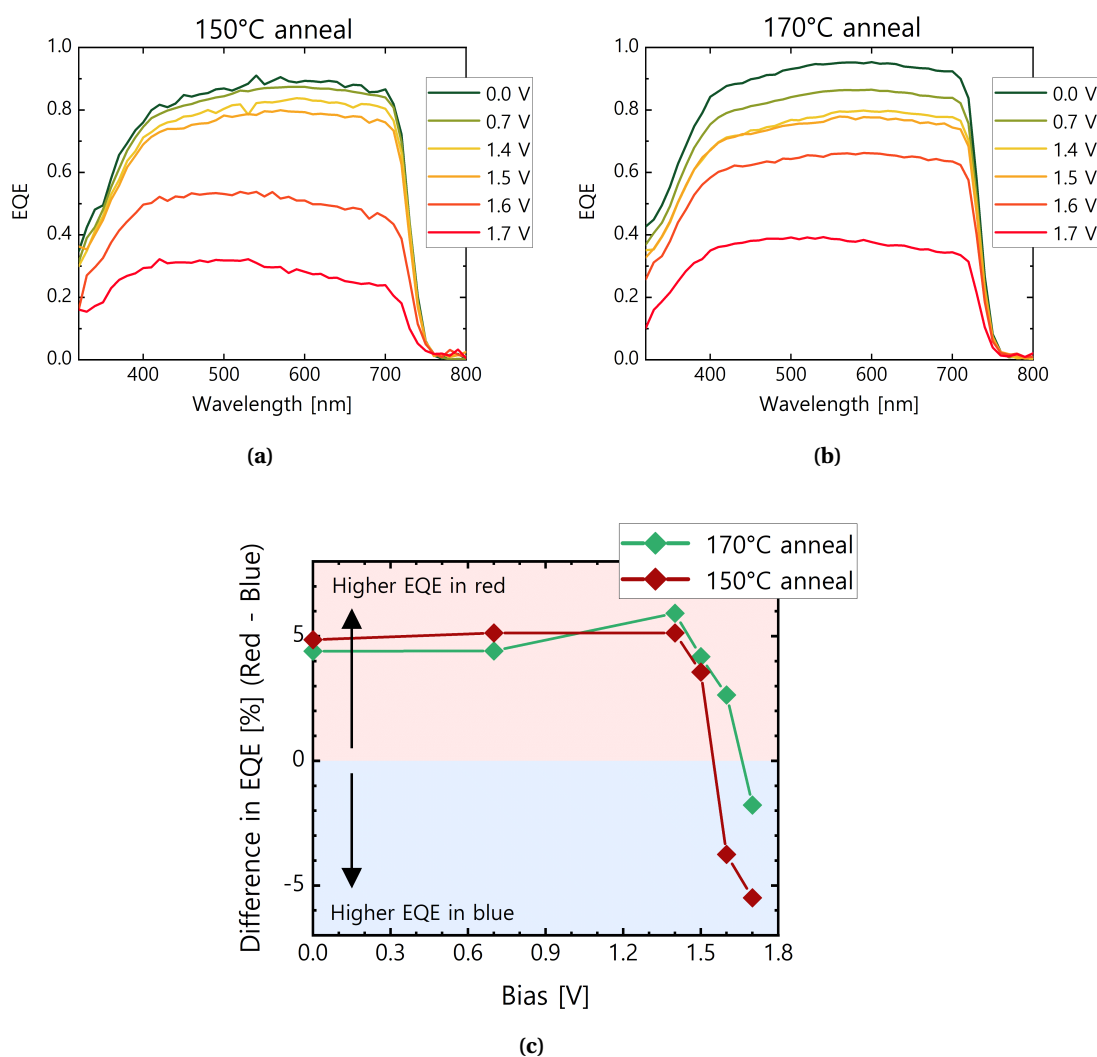 150°C anneal
1.0
0.8
0.6
0.4
0.2
0.0
EQE
400 500 600 700 800
Wavelength [nm]
0.0 V
0.7 V
1.4 V
1.5 V
1.6 V
1.7 V
(a)
170°C anneal
1.0
0.8
0.6
0.4
0.2
0.0
EQE
400 500 600 700 800
Wavelength [nm]
0.0 V
0.7 V
1.4 V
1.5 V
1.6 V
1.7 V
(b)
170°C anneal
150°C anneal
Higher EQE in red
Higher EQE in blue
Difference in EQE [%] (Red - Blue)
5
0
-5
0.0 0.3 0.6 0.9 1.2 1.5 1.8
Bias [V]
(c)